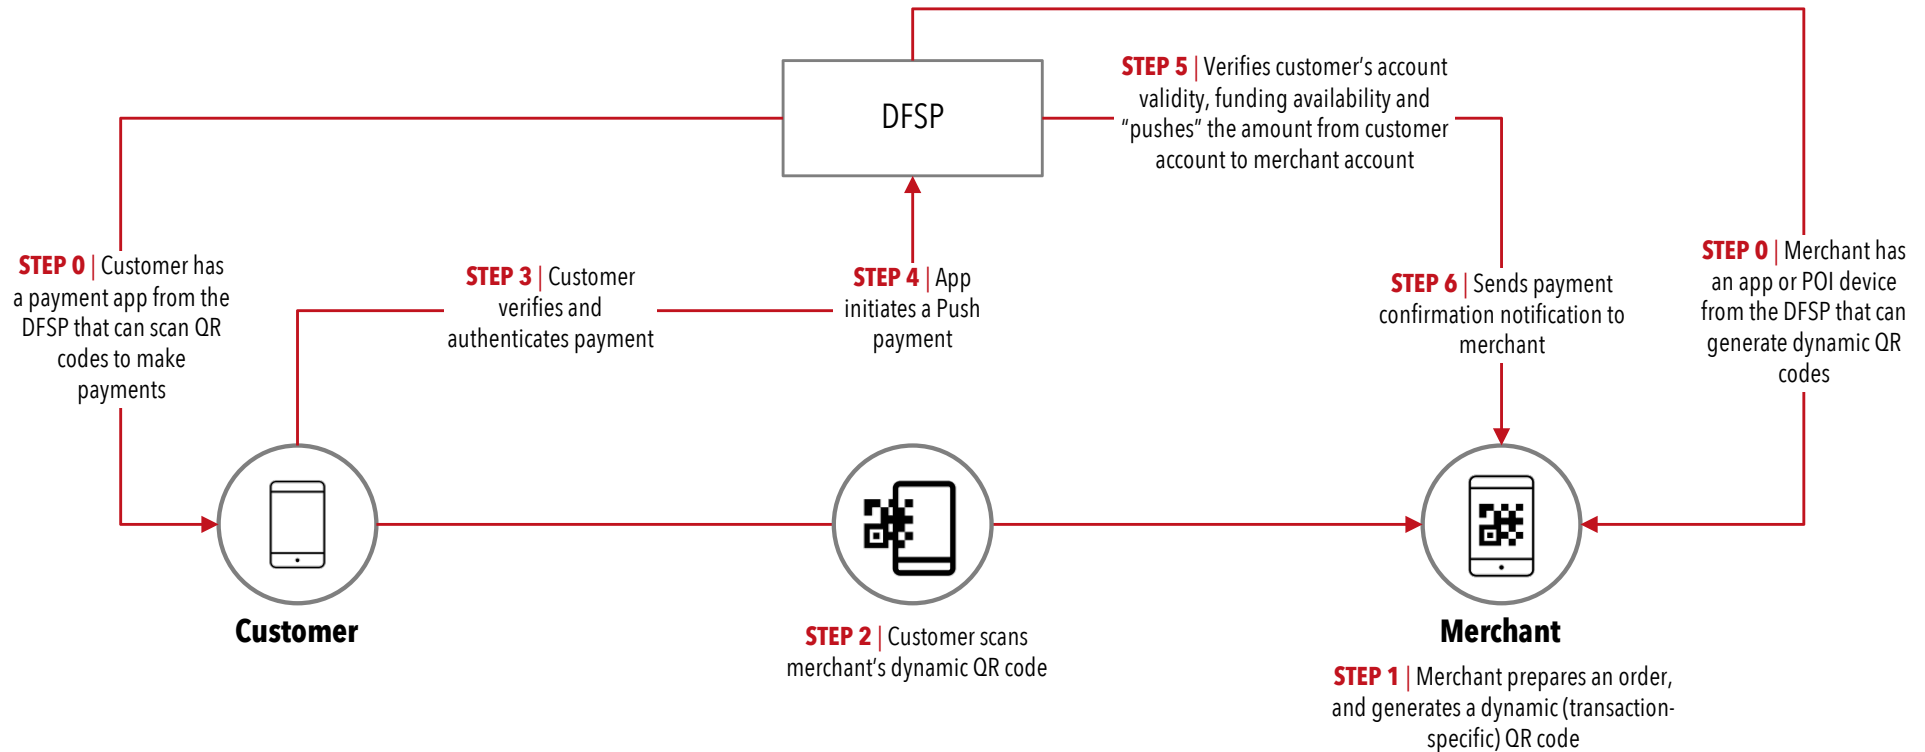 DFSP
STEP 5 | Verifies customer's account
validity, funding availability and
"pushes" the amount from customer
account to merchant account
STEP 0 | Customer has
a payment app from the
DFSP that can scan QR
codes to make
payments
STEP 3 | Customer
verifies and
authenticates payment
STEP 4 | App
initiates a Push
payment
STEP 6 | Sends payment
confirmation notification to
merchant
STEP 0 | Merchant has
an app or POI device
from the DFSP that can
generate dynamic QR
codes
Customer
STEP 2 | Customer scans
merchant's dynamic QR code
Merchant
STEP 1 | Merchant prepares an order,
and generates a dynamic (transaction-
specific) QR code